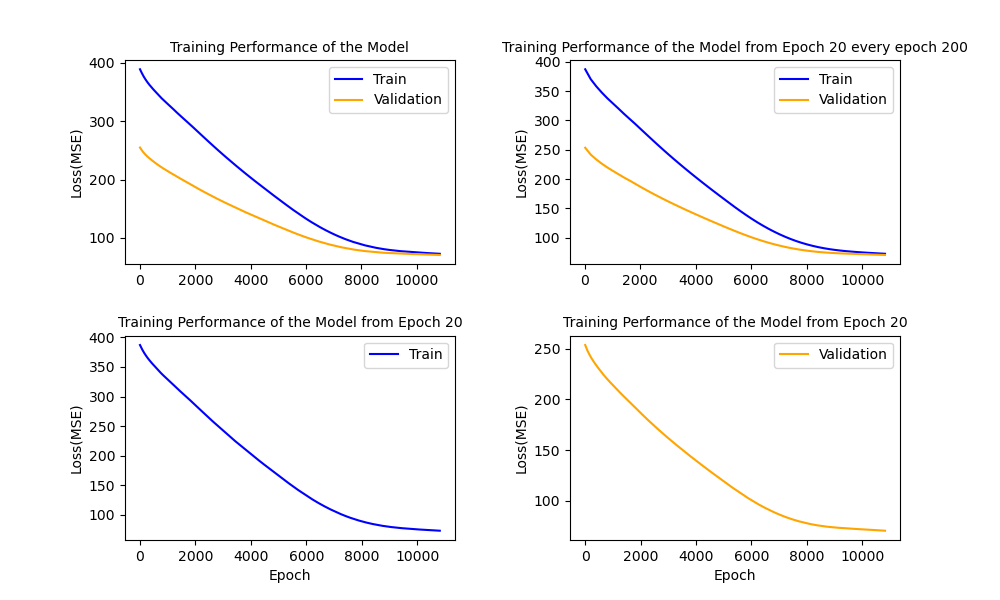 Training Performance of the Model
400
300
200
100
Loss(MSE)
Train
Validation
0 2000 4000 6000 8000 10000
Training Performance of the Model from Epoch 20 every epoch 200
400
350
300
250
200
150
100
Loss(MSE)
Train
Validation
0 2000 4000 6000 8000 10000
Training Performance of the Model from Epoch 20
400
350
300
250
200
150
100
Loss(MSE)
Train
0 2000 4000 6000 8000 10000
Epoch
Training Performance of the Model from Epoch 20
250
200
150
100
Loss(MSE)
Validation
0 2000 4000 6000 8000 10000
Epoch